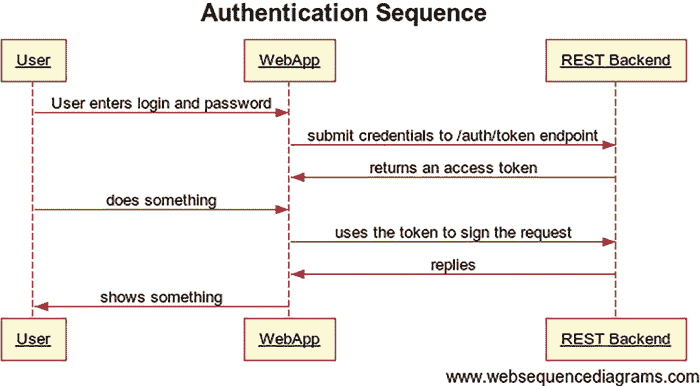 Authentication Sequence
User WebApp REST Backend
User enters login and password
submit credentials to /auth/token endpoint
returns an access token
does something
uses the token to sign the request
replies
shows something
User WebApp REST Backend
www.websequencediagrams.com